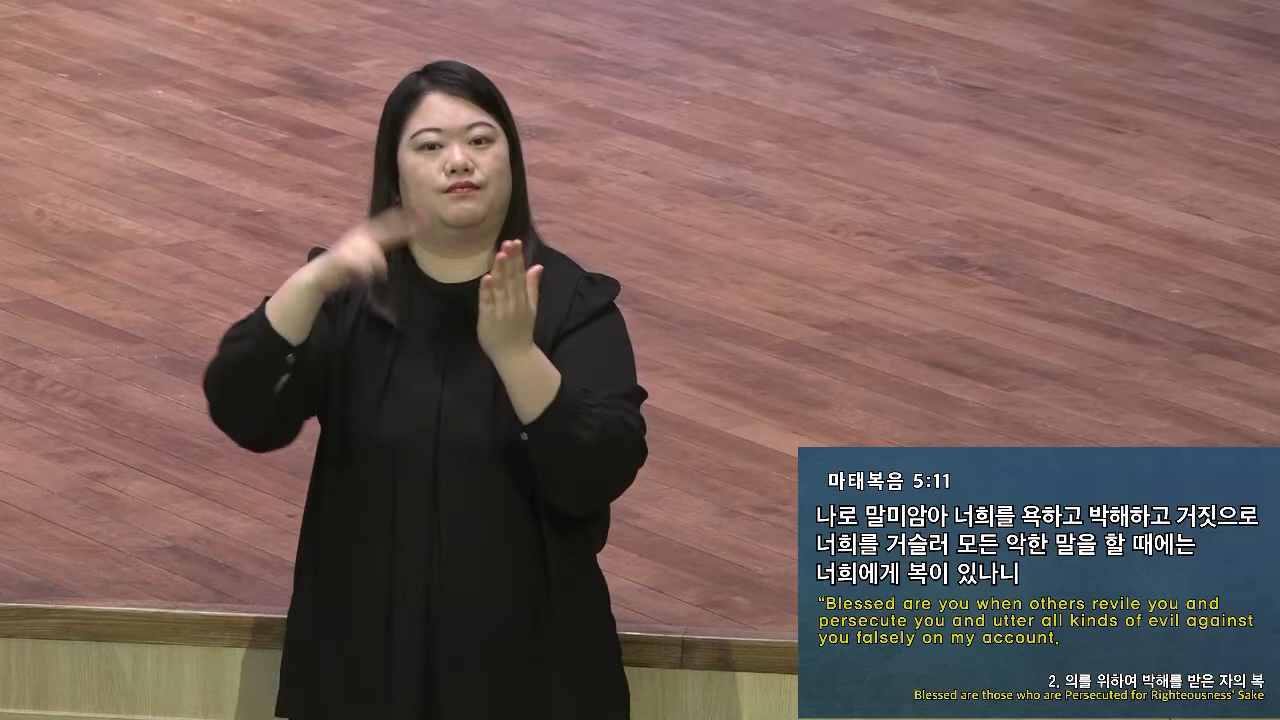 마태복음 5:11
나로 말미암아 너희를 욕하고 박해하고 거짓으로
너희를 거슬러 모든 악한 말을 할 때에는
너희에게 복이 있나니
“Blessed are you when others revile you and
persecute you and utter all kinds of evil against
you falsely on my account.
2. 의를 위하여 박해를 받은 자의 복
Blessed are those who are Persecuted for Righteousness' Sake